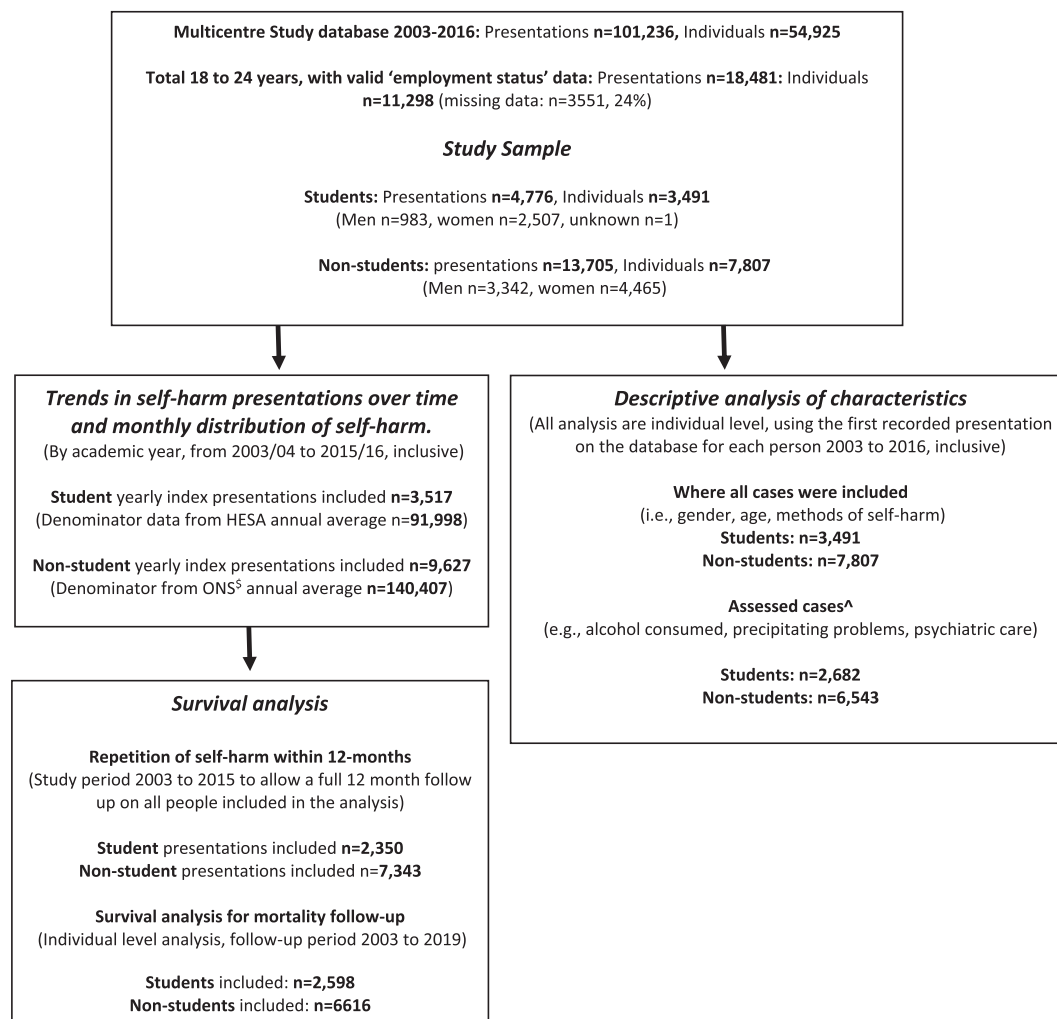 Multicentre Study database 2003-2016: Presentations n=101,236, Individuals n=54,925
Total 18 to 24 years, with valid ‘employment status’ data: Presentations n=18,481: Individuals
n=11,298 (missing data: n=3551, 24%)
Study Sample
Students: Presentations n=4,776, Individuals n=3,491
(Men n=983, women n=2,507, unknown n=1)
Non-students: presentations n=13,705, Individuals n=7,807
(Men n=3,342, women n=4,465)
Trends in self-harm presentations over time
and monthly distribution of self-harm.
(By academic year, from 2003/04 to 2015/16, inclusive)
Student yearly index presentations included n=3,517
(Denominator data from HESA annual average n=91,998)
Non-student yearly index presentations included n=9,627
(Denominator from ONS$ annual average n=140,407)
Descriptive analysis of characteristics
(All analysis are individual level, using the first recorded presentation
on the database for each person 2003 to 2016, inclusive)
Where all cases were included
(i.e., gender, age, methods of self-harm)
Students: n=3,491
Non-students: n=7,807
Assessed cases^
(e.g., alcohol consumed, precipitating problems, psychiatric care)
Students: n=2,682
Non-students: n=6,543
Survival analysis
Repetition of self-harm within 12-months
(Study period 2003 to 2015 to allow a full 12 month follow
up on all people included in the analysis)
Student presentations included n=2,350
Non-student presentations included n=7,343
Survival analysis for mortality follow-up
(Individual level analysis, follow-up period 2003 to 2019)
Students included: n=2,598
Non-students included: n=6616